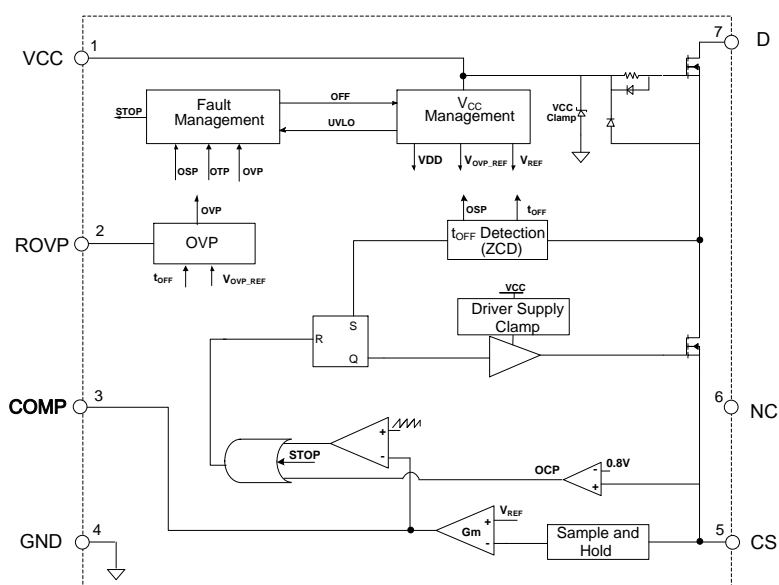 1
7
VCC
D
STOP
Fault
Management
OFF
UVLO
VCC
Management
VCC
Clamp
OSP
OTP
OVP
VDD
VOVP_REF
VREF
OVP
OSP
tOFF
2
ROVP
OVP
tOFF Detection
(ZCD)
tOFF
VOVP_REF
VCC
Driver Supply
Clamp
S
R
Q
3
COMP
6
NC
+
-
STOP
OCP
-
+
0.8V
4
GND
Gm
+
-
VREF
Sample and
Hold
5
CS